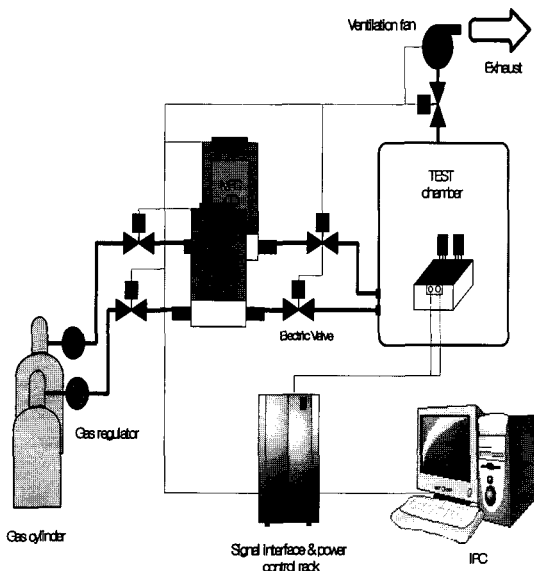 Ventilation fan
Exhaust
TEST
chamber
Electric Valve
Gas regulator
Gas cylinder
Signal interface & power
control rack
IPC